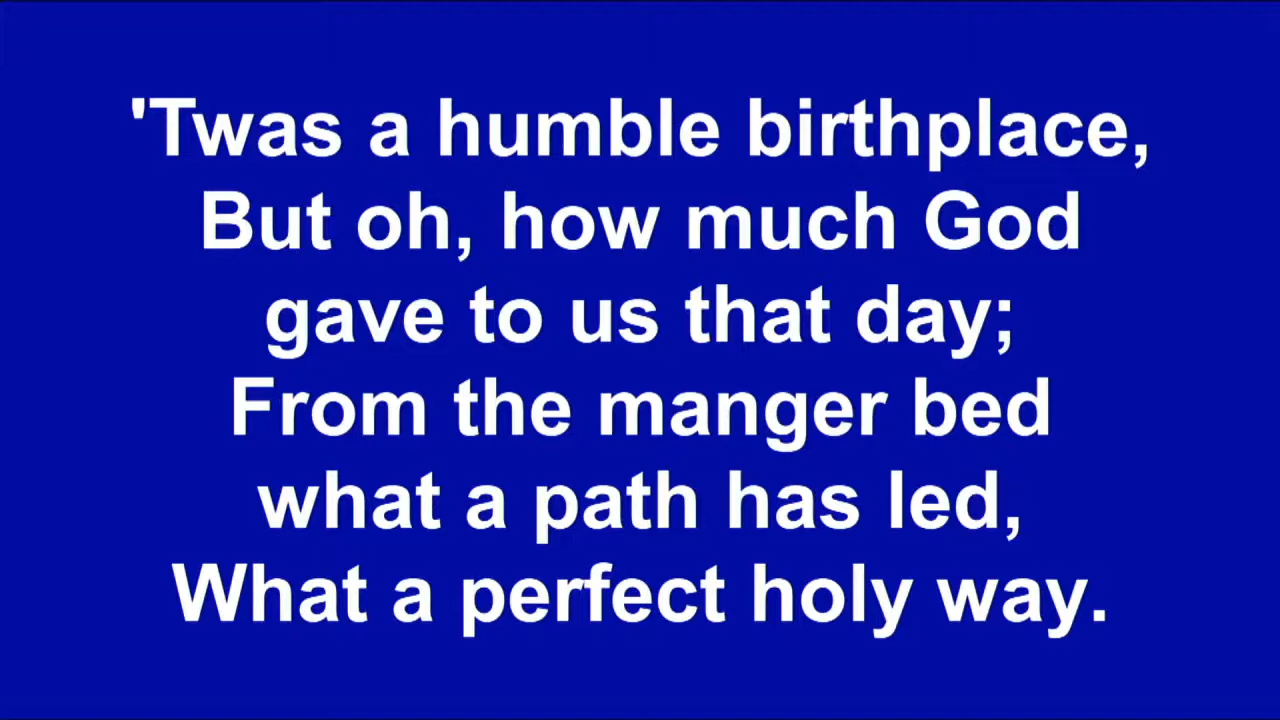 'Twas a humble birthplace,
But oh, how much God
gave to us that day;
From the manger bed
what a path has led,
What a perfect holy way.